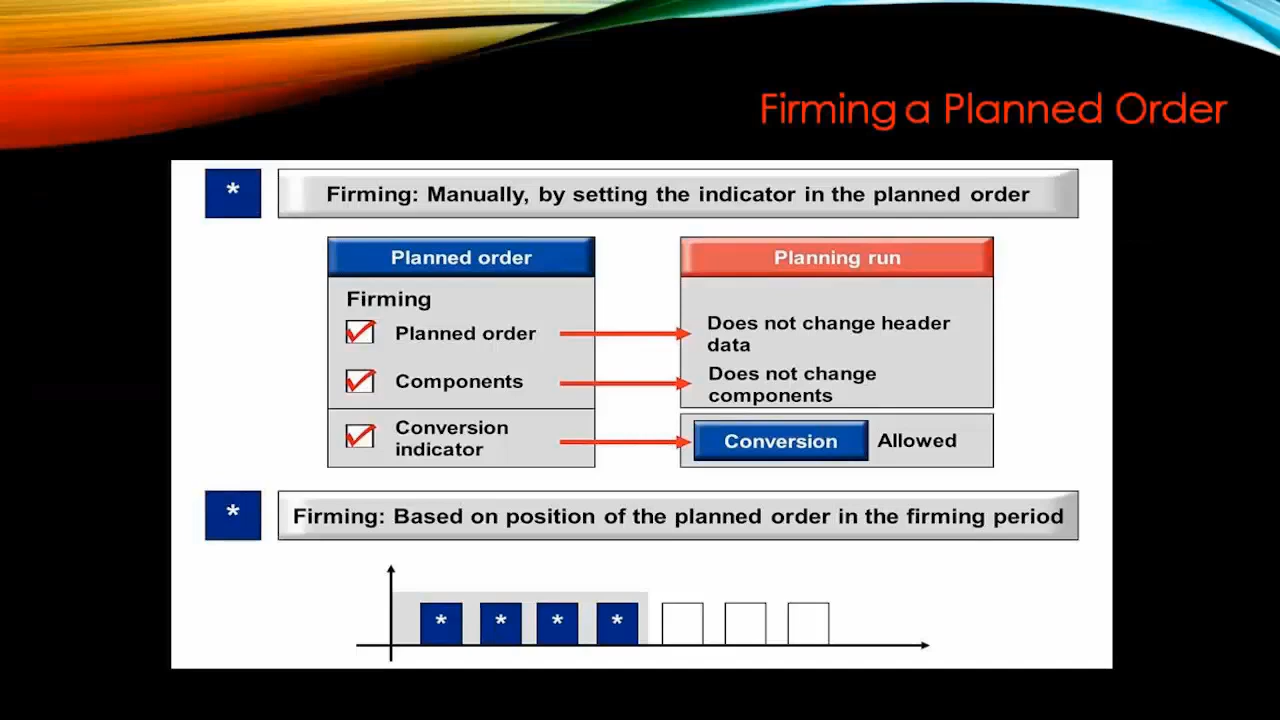 Firming a Planned Order
* Firming: Manually, by setting the indicator in the planned order
Planned order
Planning run
Firming
Planned order
Does not change header
data
Components
Does not change
components
Conversion
indicator
Conversion Allowed
* Firming: Based on position of the planned order in the firming period
* * * *